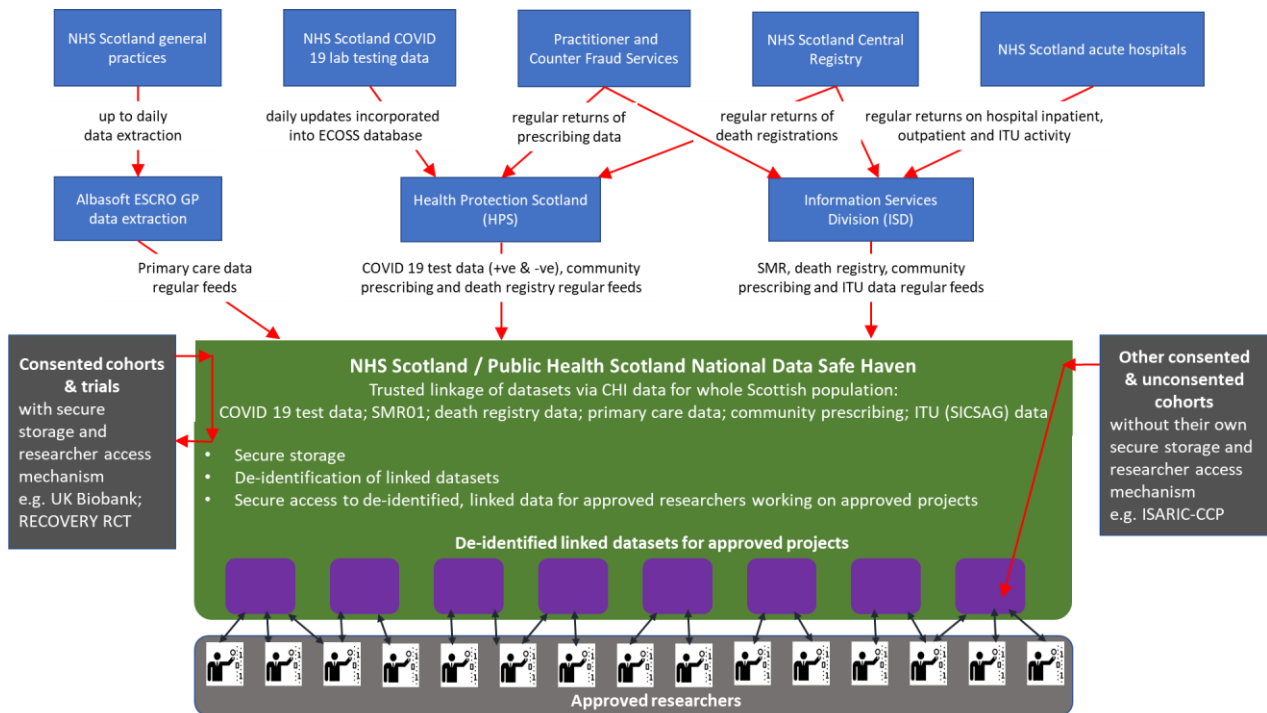 NHS Scotland general
practices
NHS Scotland COVID
19 lab testing data
Practitioner and
Counter Fraud Services
NHS Scotland Central
Registry
NHS Scotland acute hospitals
up to daily
data extraction
daily updates incorporated
into ECOSS database
regular returns of
prescribing data
regular returns of
death registrations
regular returns on hospital inpatient,
outpatient and ITU activity
Albasoft ESCRO GP
data extraction
Health Protection Scotland
(HPS)
Information Services
Division (ISD)
Primary care data
regular feeds
COVID 19 test data (+ve & -ve), community
prescribing and death registry regular feeds
SMR, death registry, community
prescribing and ITU data regular feeds
Consented cohorts
& trials
with secure
storage and
researcher access
mechanism
e.g. UK Biobank;
RECOVERY RCT
NHS Scotland / Public Health Scotland National Data Safe Haven
Trusted linkage of datasets via CHI data for whole Scottish population:
COVID 19 test data; SMR01; death registry data; primary care data; community prescribing; ITU (SICSAG) data
• Secure storage
• De-identification of linked datasets
• Secure access to de-identified, linked data for approved researchers working on approved projects
De-identified linked datasets for approved projects
Other consented
& unconsented
cohorts
without their own
secure storage and
researcher access
mechanism
e.g. ISARIC-CCP
Approved researchers